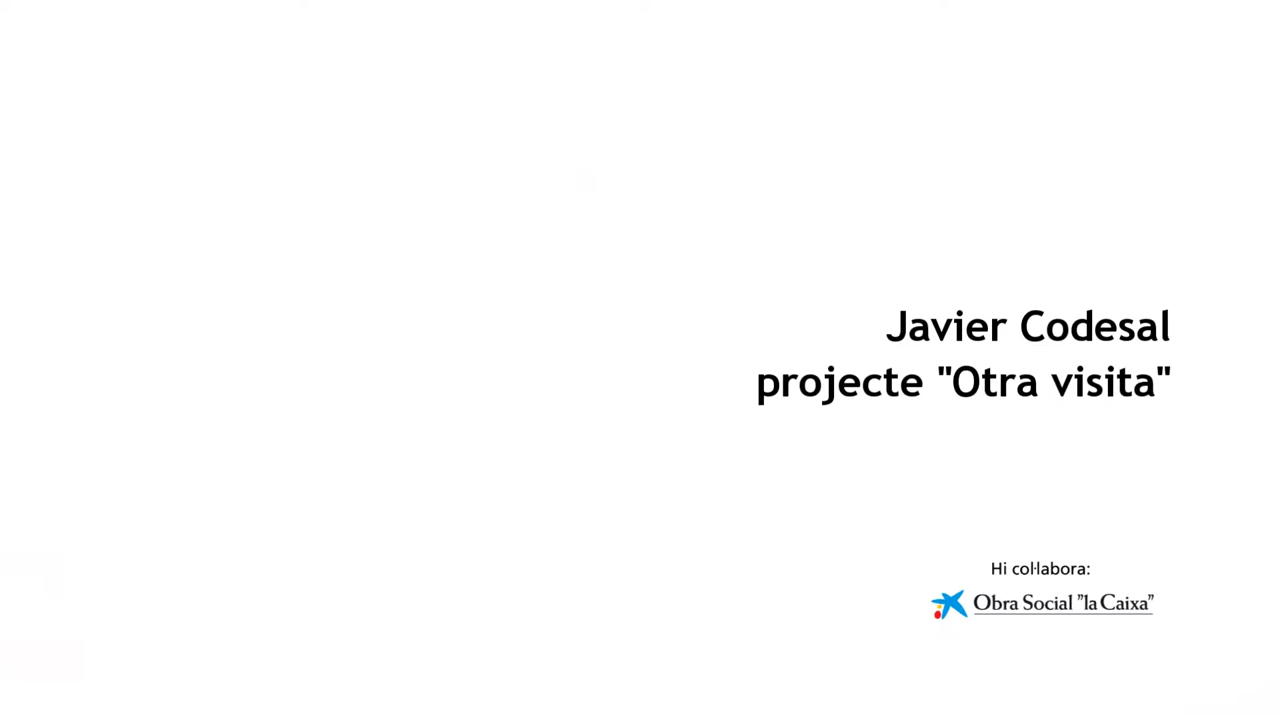 Javier Codesal
projecte "Otra visita"
Hi col·labora:
Obra Social "la Caixa"